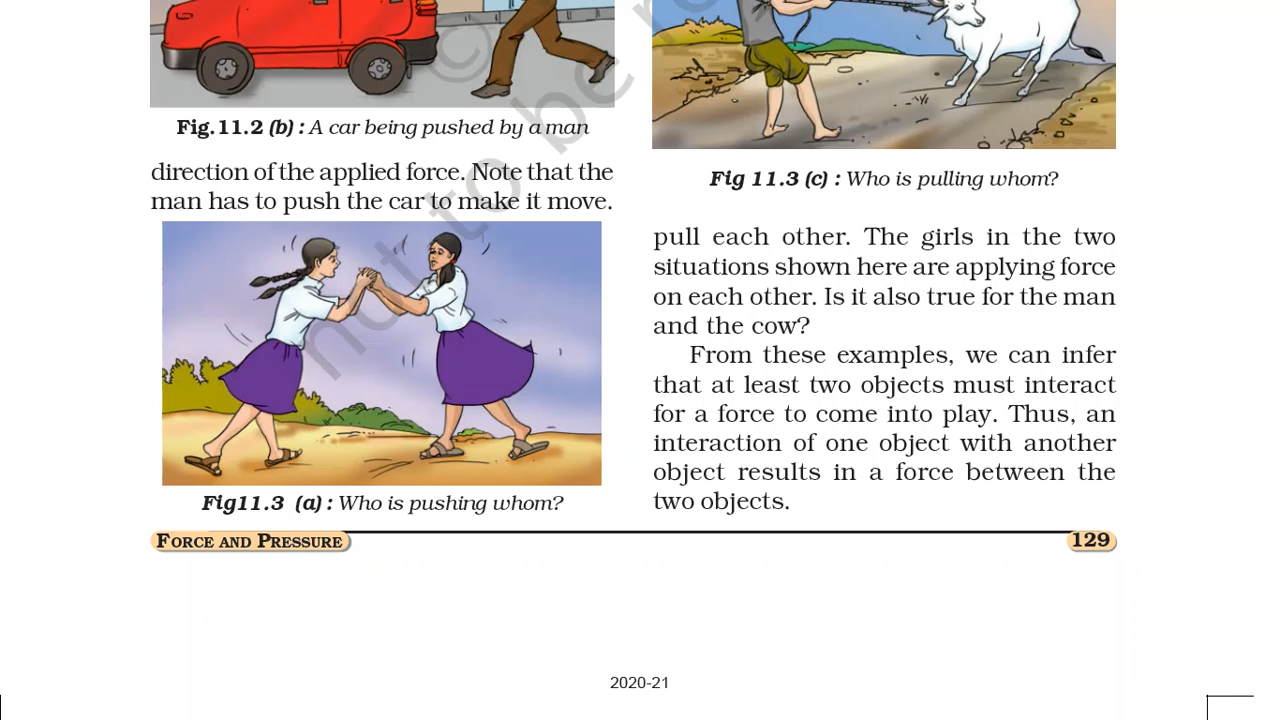 Fig.11.2 (b) : A car being pushed by a man
direction of the applied force. Note that the
man has to push the car to make it move.
Fig11.3 (a) : Who is pushing whom?
Fig 11.3 (c) : Who is pulling whom?
pull each other. The girls in the two
situations shown here are applying force
on each other. Is it also true for the man
and the cow?
From these examples, we can infer
that at least two objects must interact
for a force to come into play. Thus, an
interaction of one object with another
object results in a force between the
two objects.
FORCE AND PRESSURE
129
2020-21
©
not to be re